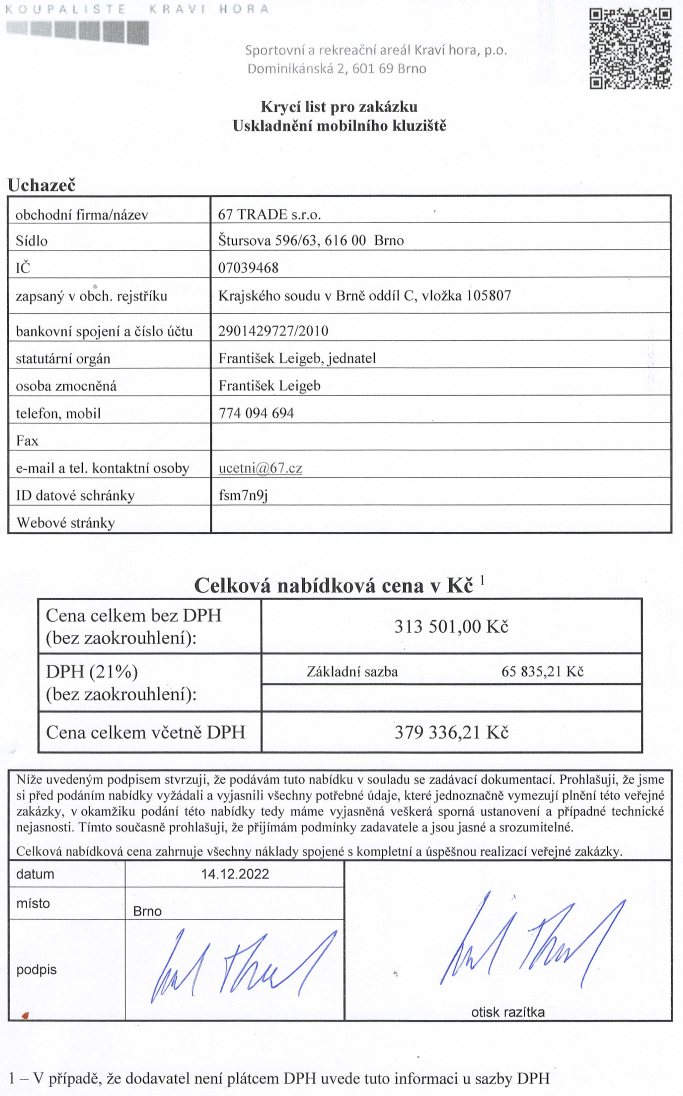 KOUPALIŠTĚ KRAVÍ HORA
Sportovní a rekreační areál Kraví hora, p.o.
Dominikánská 2, 601 69 Brno
Krycí list pro zakázku
Uskladnění mobilního kluziště
Uchazeč
obchodní firma/název 67 TRADE s.r.o.
Sídlo Štursova 596/63, 616 00 Brno
IČ 07039468
zapsaný v obch. rejstříku Krajského soudu v Brně oddíl C, vložka 105807
bankovní spojení a číslo účtu 2901429727/2010
statutární orgán František Leigeb, jednatel
osoba zmocněná František Leigeb
telefon, mobil 774 094 694
Fax
e-mail a tel. kontaktní osoby ucetni@67.cz
ID datové schránky fsm7n9j
Webové stránky
Celková nabídková cena v Kč 1
Cena celkem bez DPH
(bez zaokrouhlení): 313 501,00 Kč
DPH (21%) Základní sazba 65 835,21 Kč
(bez zaokrouhlení):
Cena celkem včetně DPH 379 336,21 Kč
Níže uvedeným podpisem stvrzuji, že podávám tuto nabídku v souladu se zadávací dokumentací. Prohlašuji, že jsme
si před podáním nabídky vyžádali a vyjasnili všechny potřebné údaje, které jednoznačně vymezují plnění této veřejné
zakázky, v okamžiku podání této nabídky tedy máme vyjasněná veškerá sporná ustanovení a případné technické
nejasnosti. Tímto současně prohlašuji, že přijímám podmínky zadavatele a jsou jasné a srozumitelné.
Celková nabídková cena zahrnuje všechny náklady spojené s kompletní a úspěšnou realizací veřejné zakázky.
datum 14.12.2022
místo Brno
podpis
otisk razítka
1 – V případě, že dodavatel není plátcem DPH uvede tuto informaci u sazby DPH